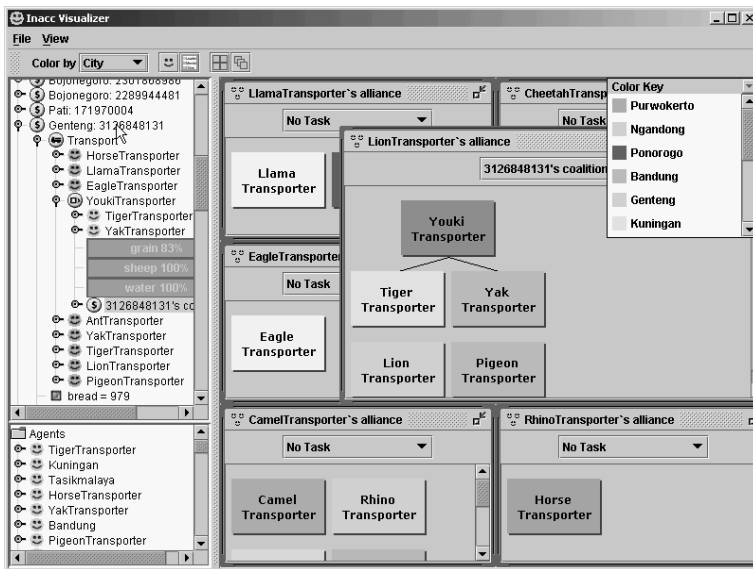 Inacc Visualizer
File View
Color by City
Bojonegoro: 2301868986
Bojonegoro: 2289944481
Pati: 171970004
Genteng: 3126848131
Transport
HorseTransporter
LlamaTransporter
EagleTransporter
YoukiTransporter
TigerTransporter
YakTransporter
grain 83%
sheep 100%
water 100%
3126848131's co
AntTransporter
YakTransporter
TigerTransporter
LionTransporter
PigeonTransporter
bread = 979
Agents
TigerTransporter
Kuningan
Tasikmalaya
HorseTransporter
YakTransporter
Bandung
PigeonTransporter
LlamaTransporter`s alliance
No Task
Llama
Transporter
CheetahTransp
No Task
LionTransporter`s alliance
3126848131's coalition
Youki
Transporter
Tiger
Transporter
Yak
Transporter
Lion
Transporter
Pigeon
Transporter
Color Key
Purwokerto
Ngandong
Ponorogo
Bandung
Genteng
Kuningan
EagleTransporte
No Task
Eagle
Transporter
CamelTransporter`s alliance
No Task
Camel
Transporter
Rhino
Transporter
RhinoTransporter`s alliance
No Task
Horse
Transporter